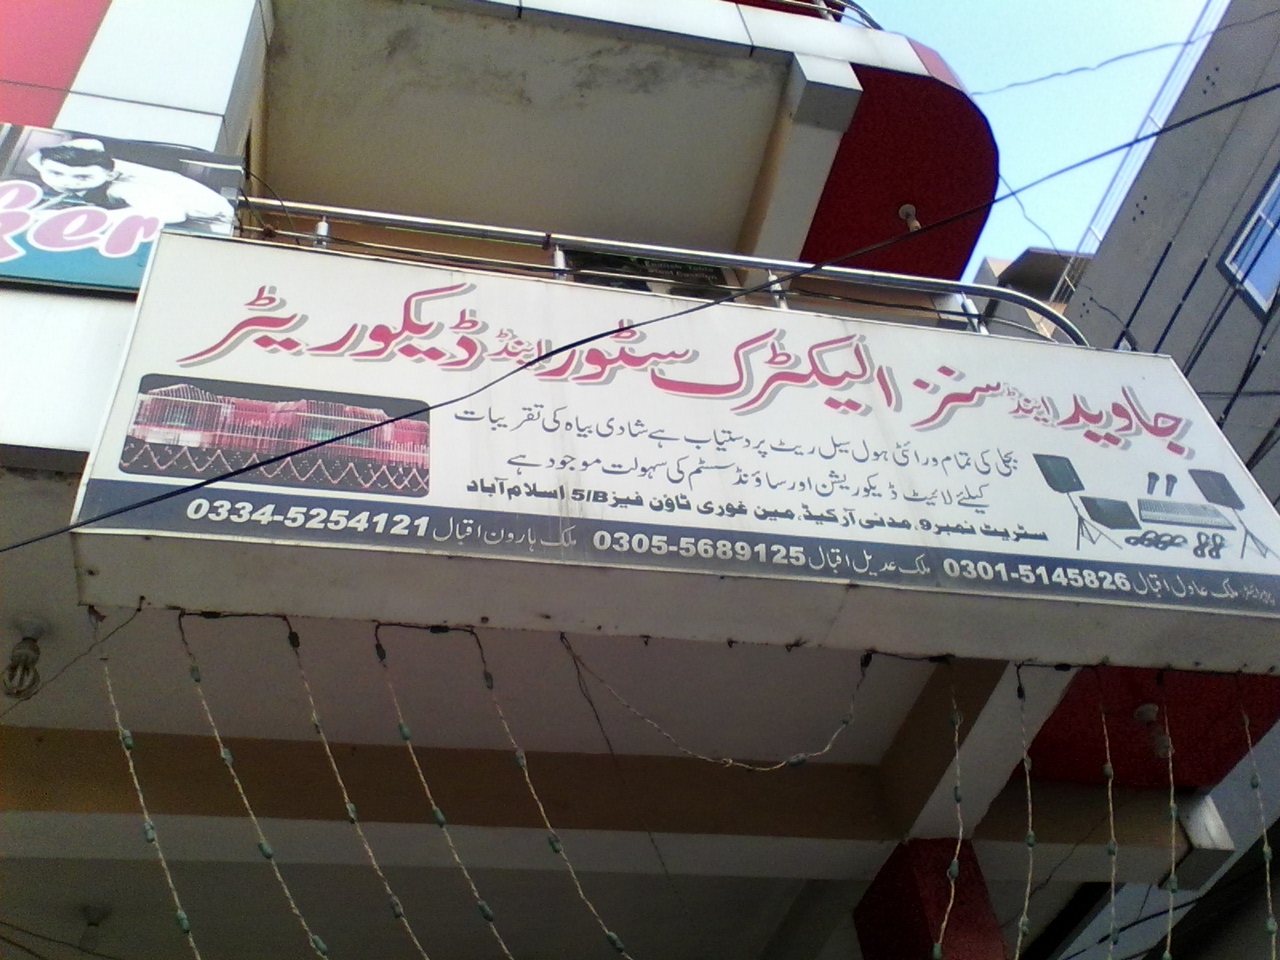 جاوید اینڈ سنز الیکٹرک سٹور اینڈ ڈیکوریٹر
بجلی کی تمام ورائٹی ہول سیل ریٹ پر دستیاب ہے شادی بیاہ کی تقریبات
کیلئے لائیٹ ڈیکوریشن اور ساؤنڈ سسٹم کی سہولت موجود ہے
سٹریٹ نمبر 9، مدنی آرکیڈ، مین غوری ٹاؤن فیز 5/B اسلام آباد
ملک عادل اقبال 0301-5145826 ملک عدیل اقبال 0305-5689125 ملک ہارون اقبال 0334-5254121
ker